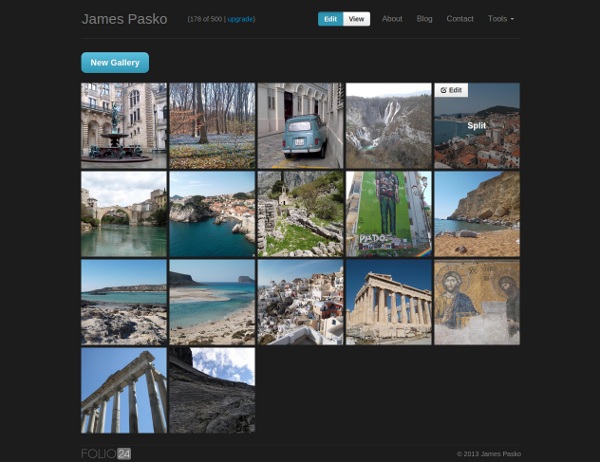 James Pasko
(178 of 500 | upgrade)
Edit View
About Blog Contact Tools
New Gallery
Edit
Split
FOLIO24
© 2013 James Pasko